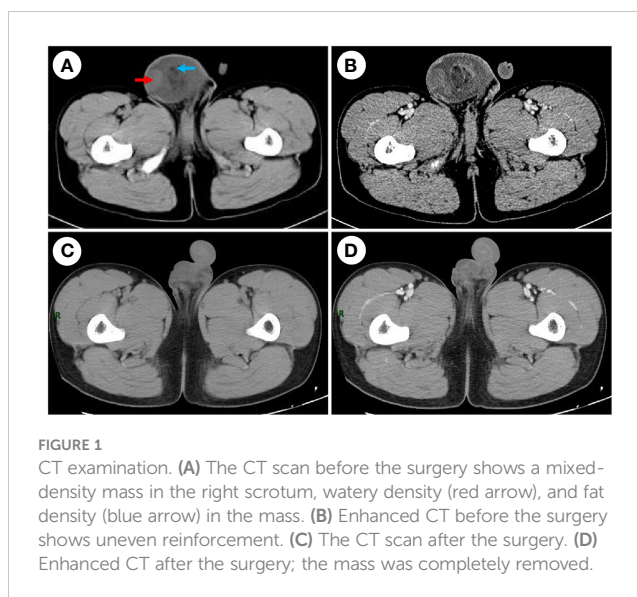 A
B
C
D
R
R
FIGURE 1
CT examination. (A) The CT scan before the surgery shows a mixed-
density mass in the right scrotum, watery density (red arrow), and fat
density (blue arrow) in the mass. (B) Enhanced CT before the surgery
shows uneven reinforcement. (C) The CT scan after the surgery. (D)
Enhanced CT after the surgery; the mass was completely removed.